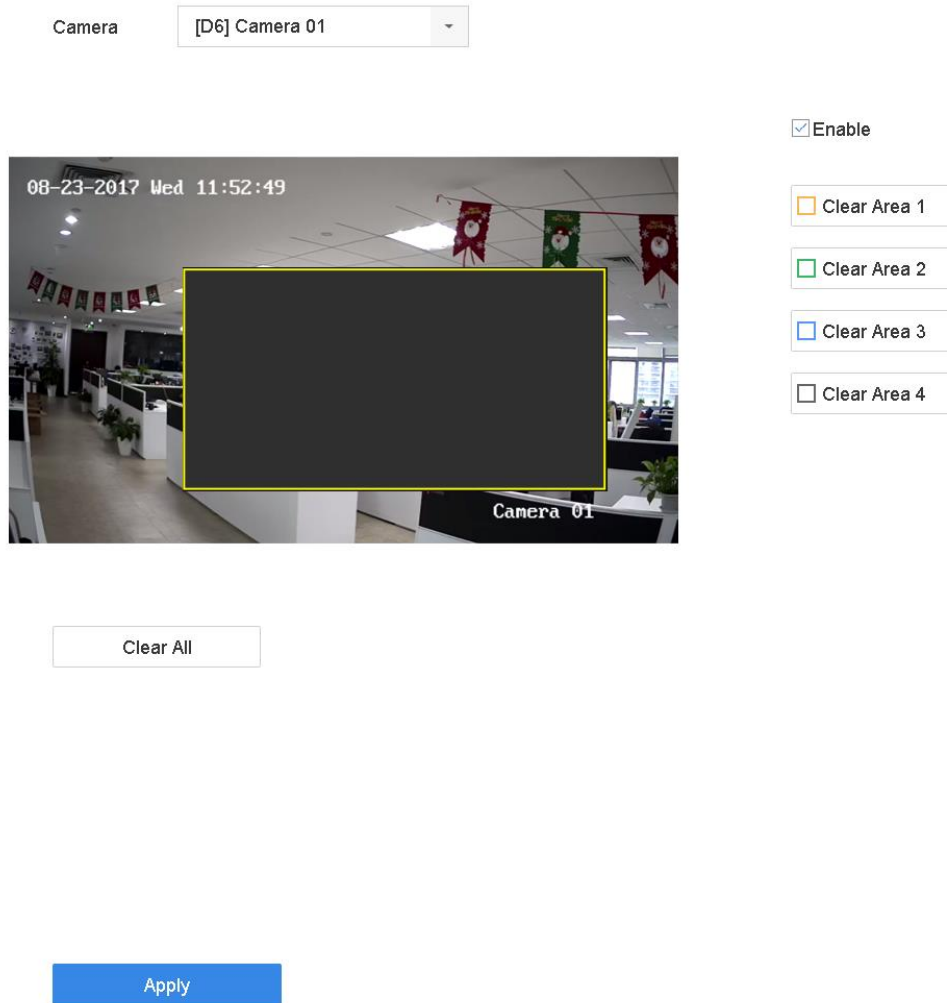 Camera
[D6] Camera 01
Enable
08-23-2017 Wed 11:52:49
Clear Area 1
Clear Area 2
Clear Area 3
Clear Area 4
Camera 01
Clear All
Apply